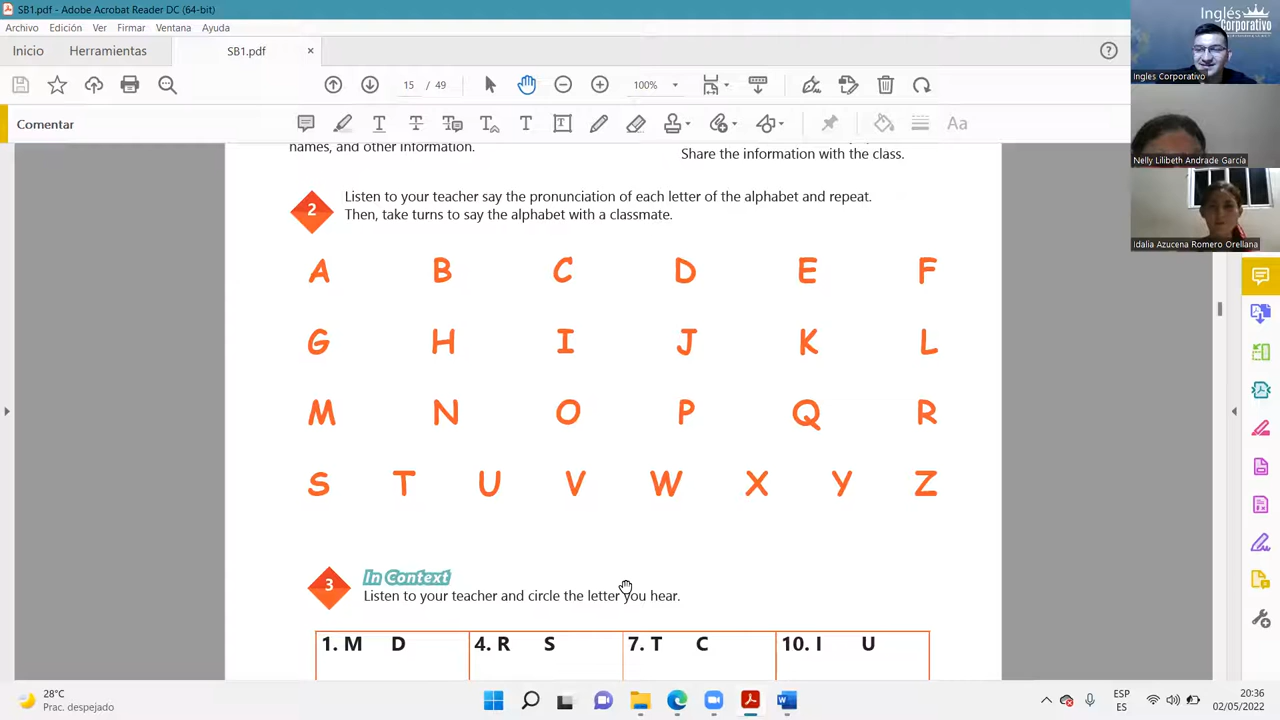 SB1.pdf - Adobe Acrobat Reader DC (64-bit)
Archivo Edición Ver Firmar Ventana Ayuda
Inicio Herramientas SB1.pdf ×
15 / 49 100%
Comentar
Aa
Inglés
Corporativo
Ingles Corporativo
Nelly Lilibeth Andrade García
Idalia Azucena Romero Orellana
names, and other information.
Share the information with the class.
2 Listen to your teacher say the pronunciation of each letter of the alphabet and repeat.
Then, take turns to say the alphabet with a classmate.
A B C D E F
G H I J K L
M N O P Q R
S T U V W X Y Z
3 In Context
Listen to your teacher and circle the letter you hear.
1. M D 4. R S 7. T C 10. I U
28°C
Prac. despejado
ESP
ES
20:36
02/05/2022